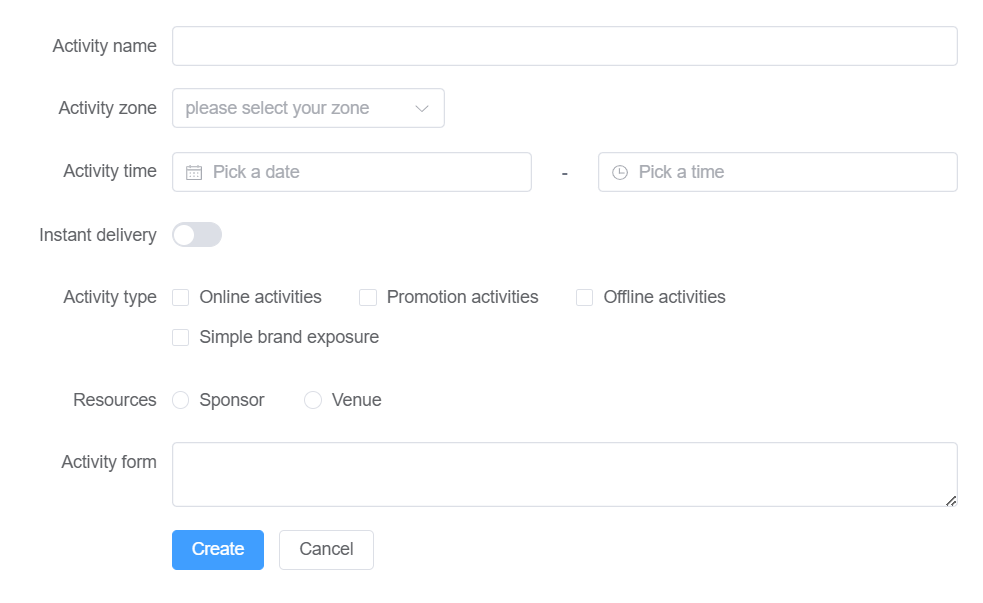 Activity name
Activity zone please select your zone
Activity time Pick a date - Pick a time
Instant delivery
Activity type Online activities Promotion activities Offline activities
Simple brand exposure
Resources Sponsor Venue
Activity form
Create Cancel